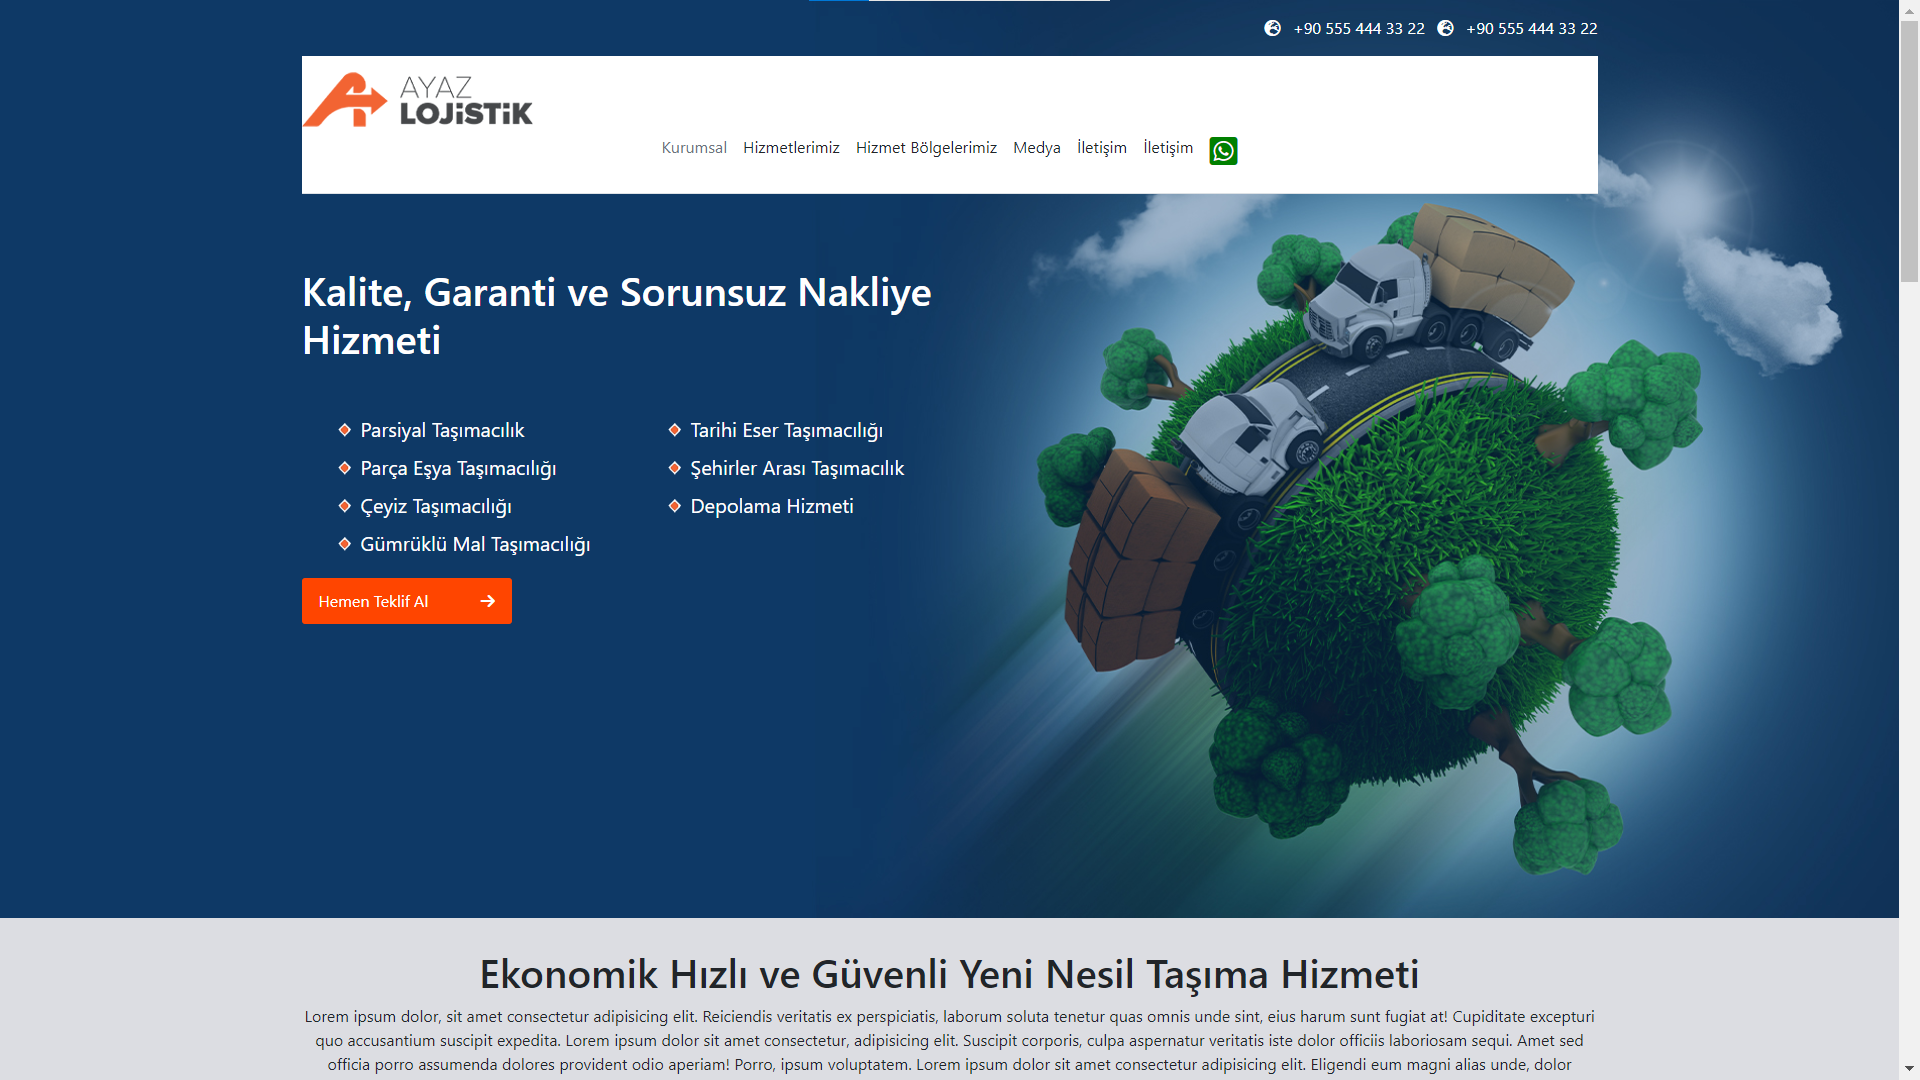 +90 555 444 33 22 +90 555 444 33 22
AYAZ
LOJiSTiK
Kurumsal Hizmetlerimiz Hizmet Bölgelerimiz Medya İletişim İletişim
Kalite, Garanti ve Sorunsuz Nakliye
Hizmeti
Parsiyal Taşımacılık
Parça Eşya Taşımacılığı
Çeyiz Taşımacılığı
Gümrüklü Mal Taşımacılığı
Tarihi Eser Taşımacılığı
Şehirler Arası Taşımacılık
Depolama Hizmeti
Hemen Teklif Al
Ekonomik Hızlı ve Güvenli Yeni Nesil Taşıma Hizmeti
Lorem ipsum dolor, sit amet consectetur adipisicing elit. Reiciendis veritatis ex perspiciatis, laborum soluta tenetur quas omnis unde sint, eius harum sunt fugiat at! Cupiditate excepturi
quo accusantium suscipit expedita. Lorem ipsum dolor sit amet consectetur, adipisicing elit. Suscipit corporis, culpa aspernatur veritatis iste dolor officiis laboriosam sequi. Amet sed
officia porro assumenda dolores provident odio aperiam! Porro, ipsum voluptatem. Lorem ipsum dolor sit amet consectetur adipisicing elit. Eligendi eum magni alias unde, dolor